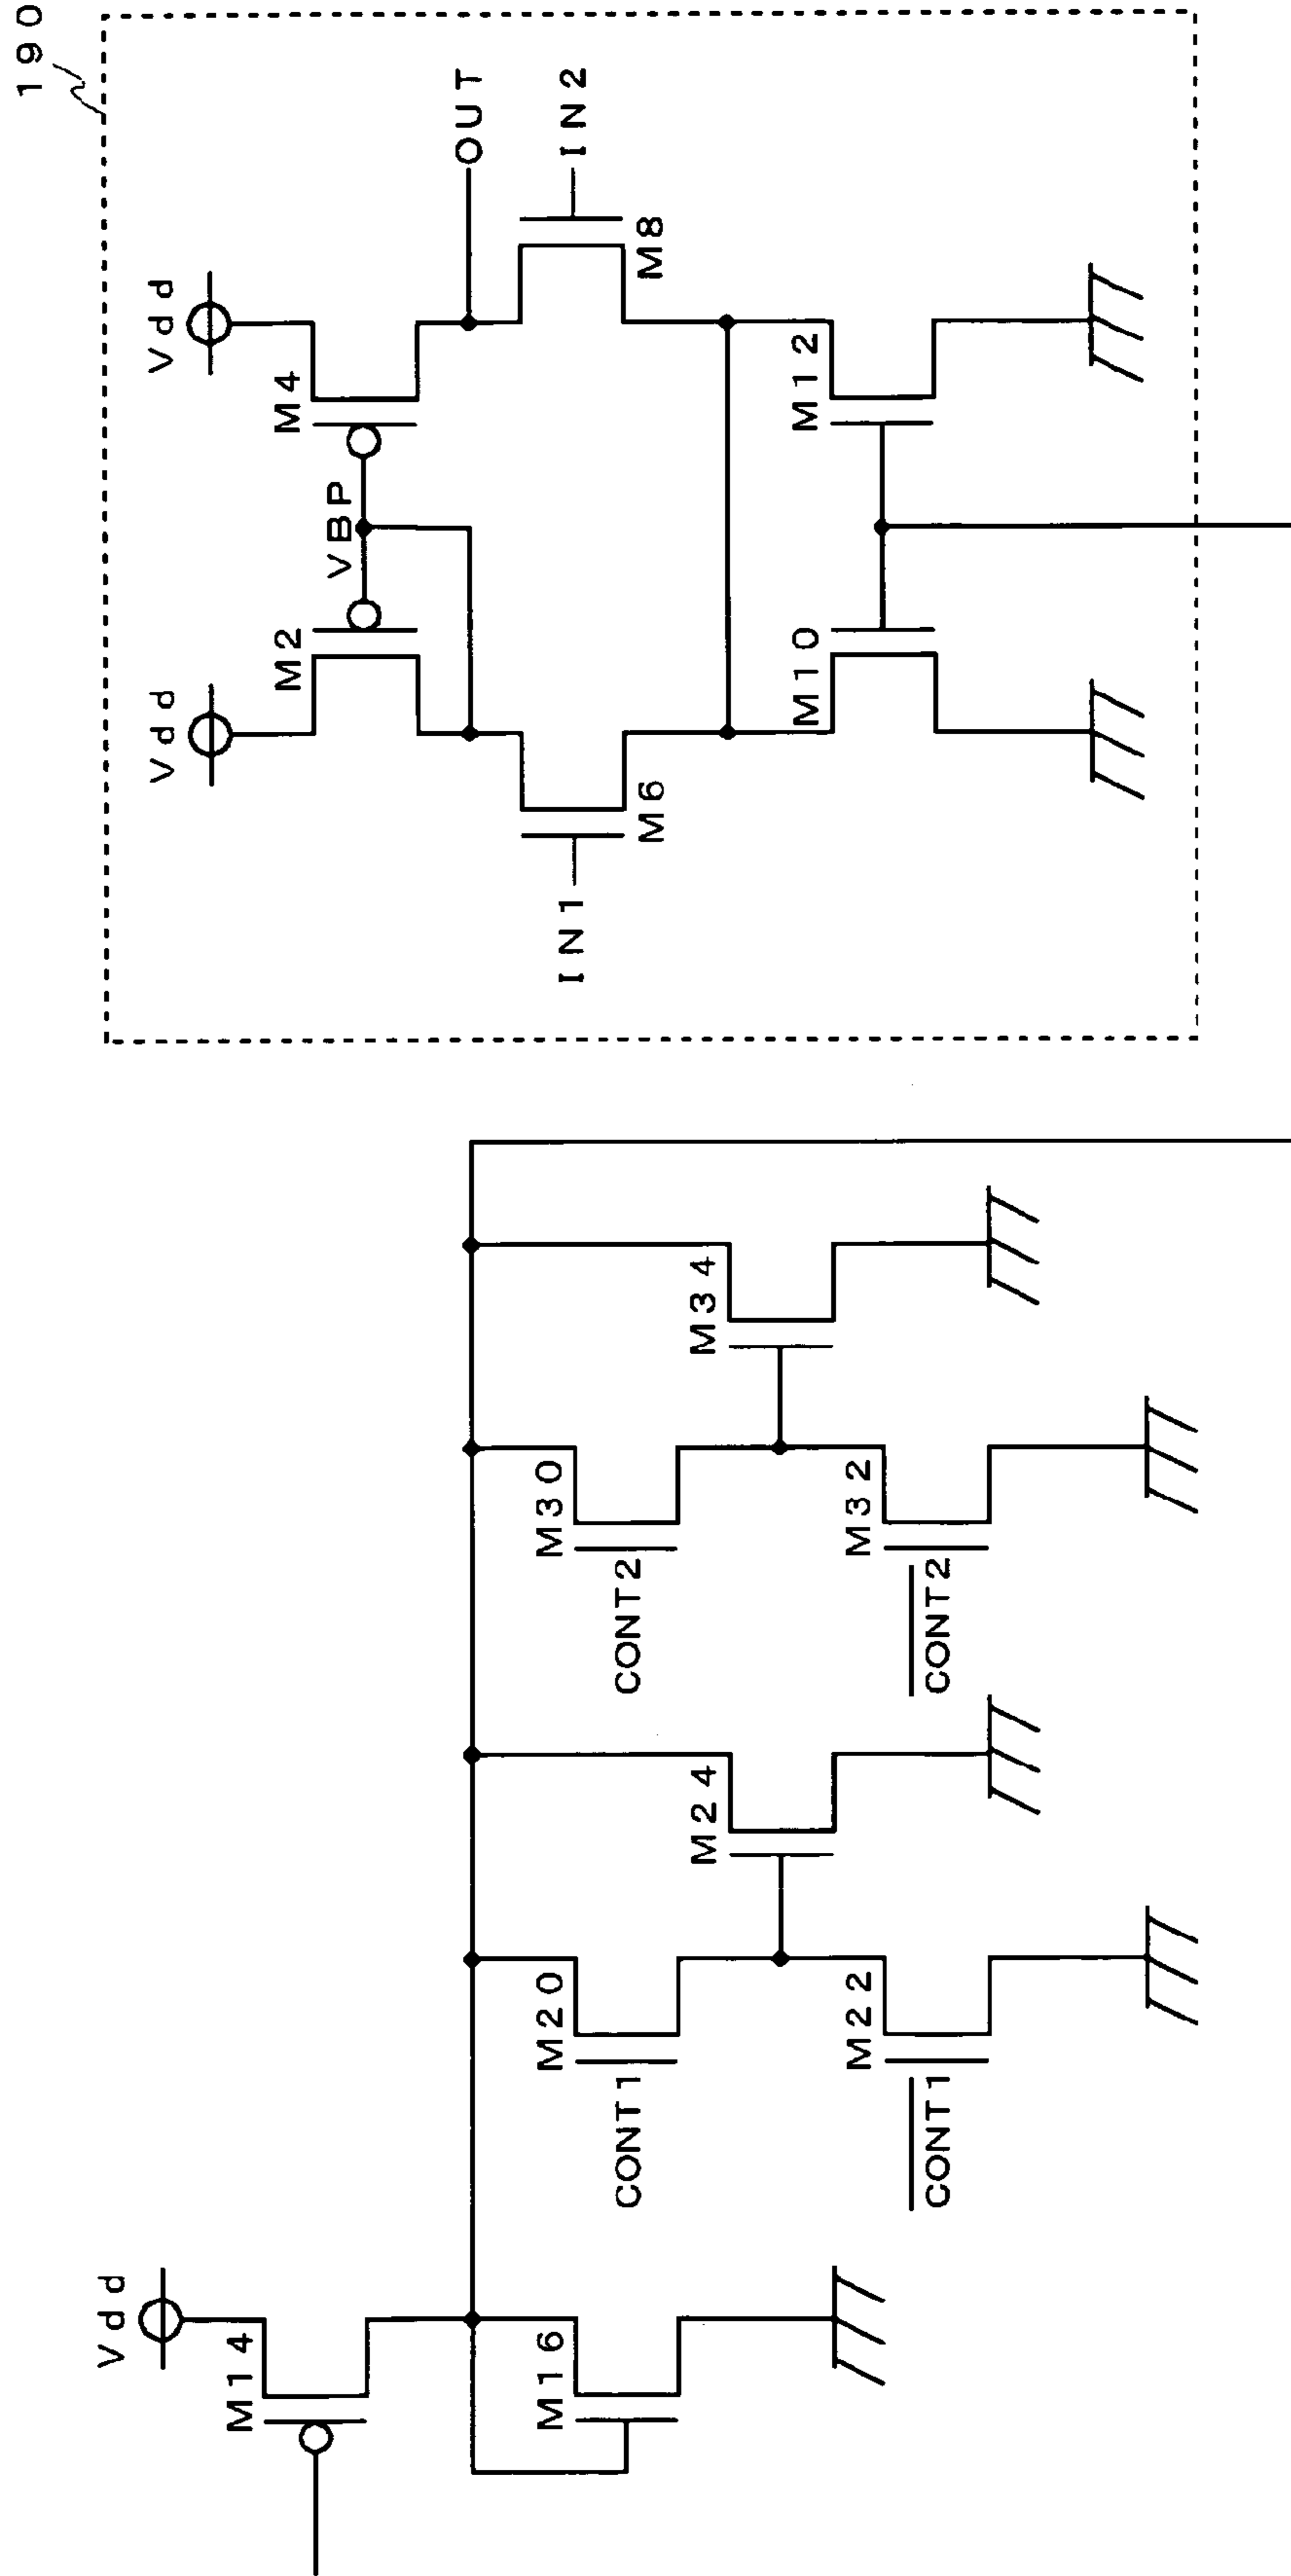 190
Vdd
Vdd
M2
M4
VBP
OUT
IN1
IN2
M6
M8
M10
M12
Vdd
M14
M16
M20
CONT1
M22
CONT1
M24
M30
CONT2
M32
CONT2
M34